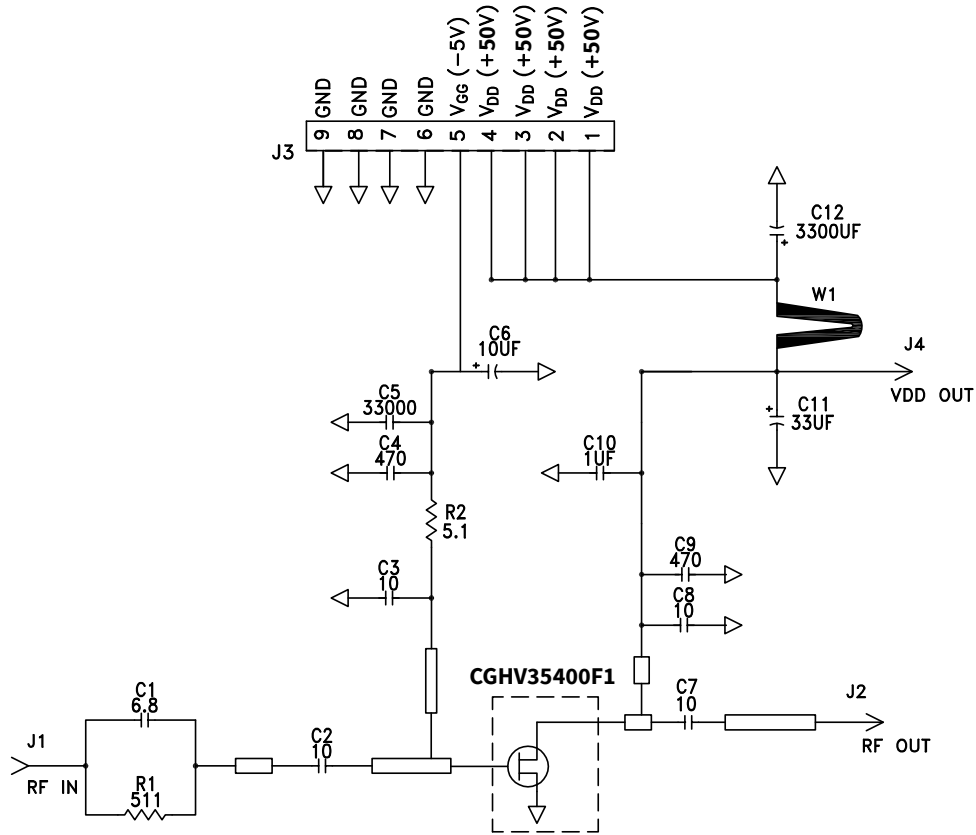 GND
GND
GND
GND
VGG (−5V)
VDD (+50V)
VDD (+50V)
VDD (+50V)
VDD (+50V)
9
8
7
6
5
4
3
2
1
J3
C12
3300UF
+
W1
C6
10UF
+
J4
VDD OUT
C5
33000
C11
33UF
+
C4
470
C10
1UF
R2
5.1
C9
470
C3
10
C8
10
CGHV35400F1
C1
6.8
C7
10
J2
RF OUT
J1
RF IN
C2
10
R1
511